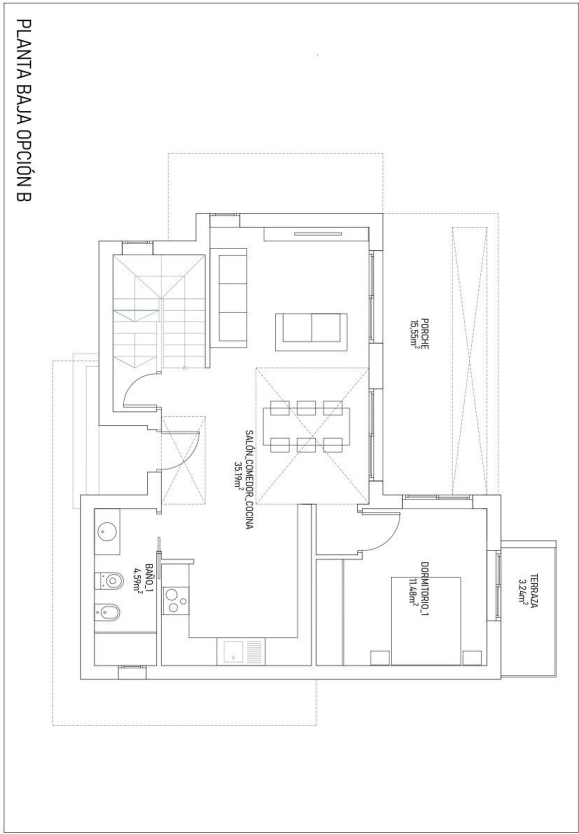 PLANTA BAJA OPCIÓN B
PORCHE
15,55m²
SALÓN_COMEDOR_COCINA
35.19m²
TERRAZA
3.24m²
DORMITORIO_1
11.48m²
BAÑO_1
4.59m²